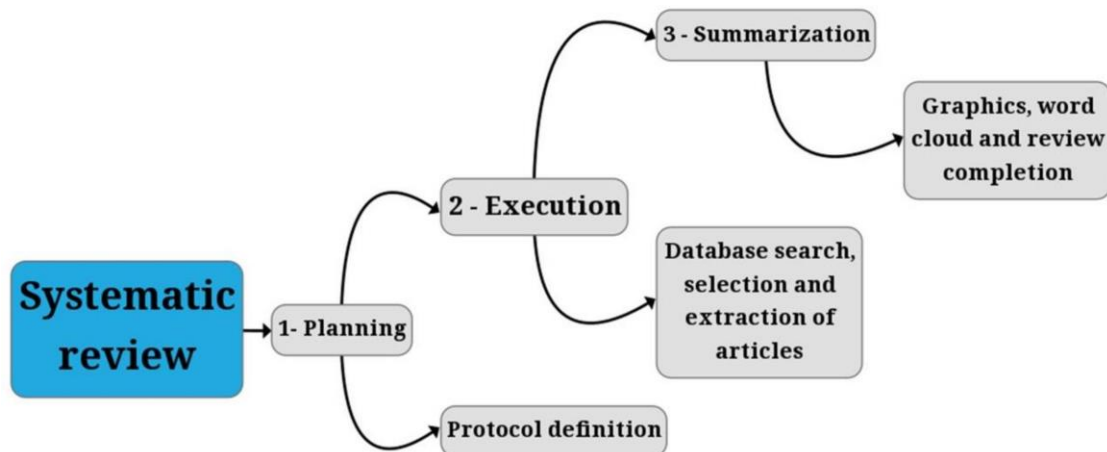 Systematic
review
1- Planning
Protocol definition
2 - Execution
Database search,
selection and
extraction of
articles
3 - Summarization
Graphics, word
cloud and review
completion